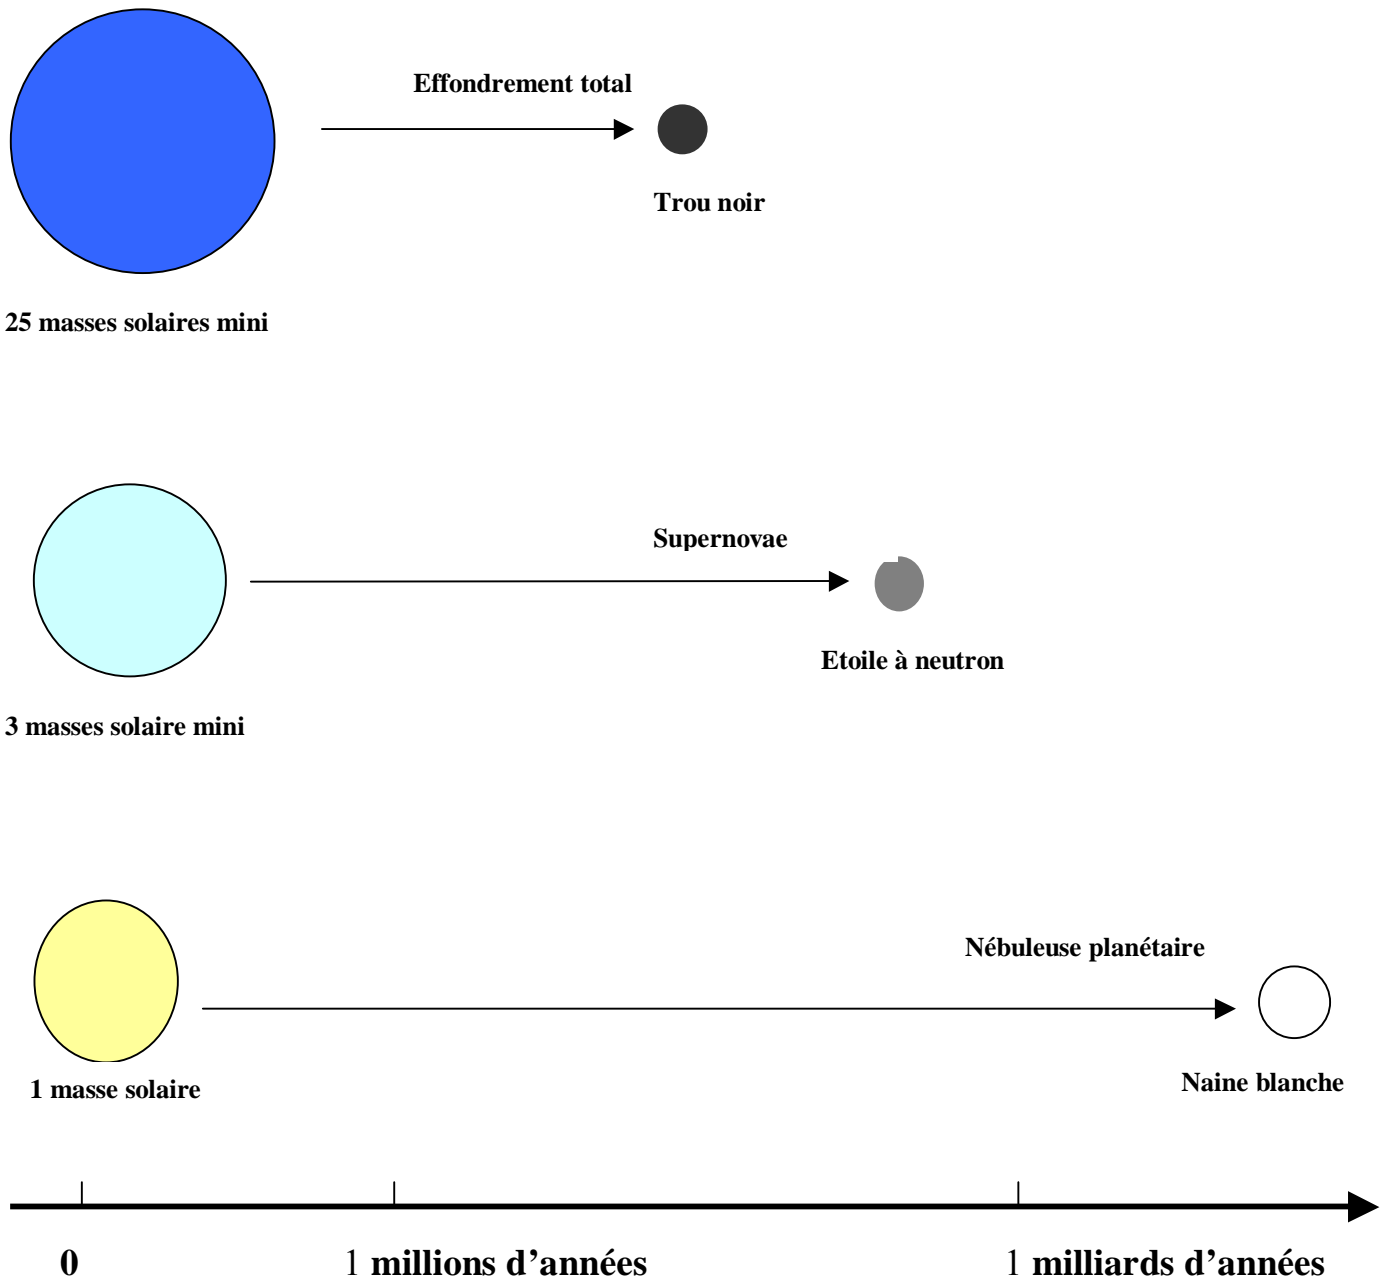 Effondrement total
Trou noir
25 masses solaires mini
Supernovae
Etoile à neutron
3 masses solaire mini
Nébuleuse planétaire
Naine blanche
1 masse solaire
0 1 millions d’années 1 milliards d’années